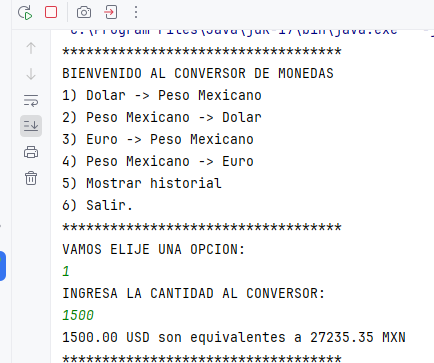 C:\Program Files\Java\jdk-17\bin\java.exe
***********************************
BIENVENIDO AL CONVERSOR DE MONEDAS
1) Dolar -> Peso Mexicano
2) Peso Mexicano -> Dolar
3) Euro -> Peso Mexicano
4) Peso Mexicano -> Euro
5) Mostrar historial
6) Salir.
***********************************
VAMOS ELIJE UNA OPCION:
1
INGRESA LA CANTIDAD AL CONVERSOR:
1500
1500.00 USD son equivalentes a 27235.35 MXN
***********************************